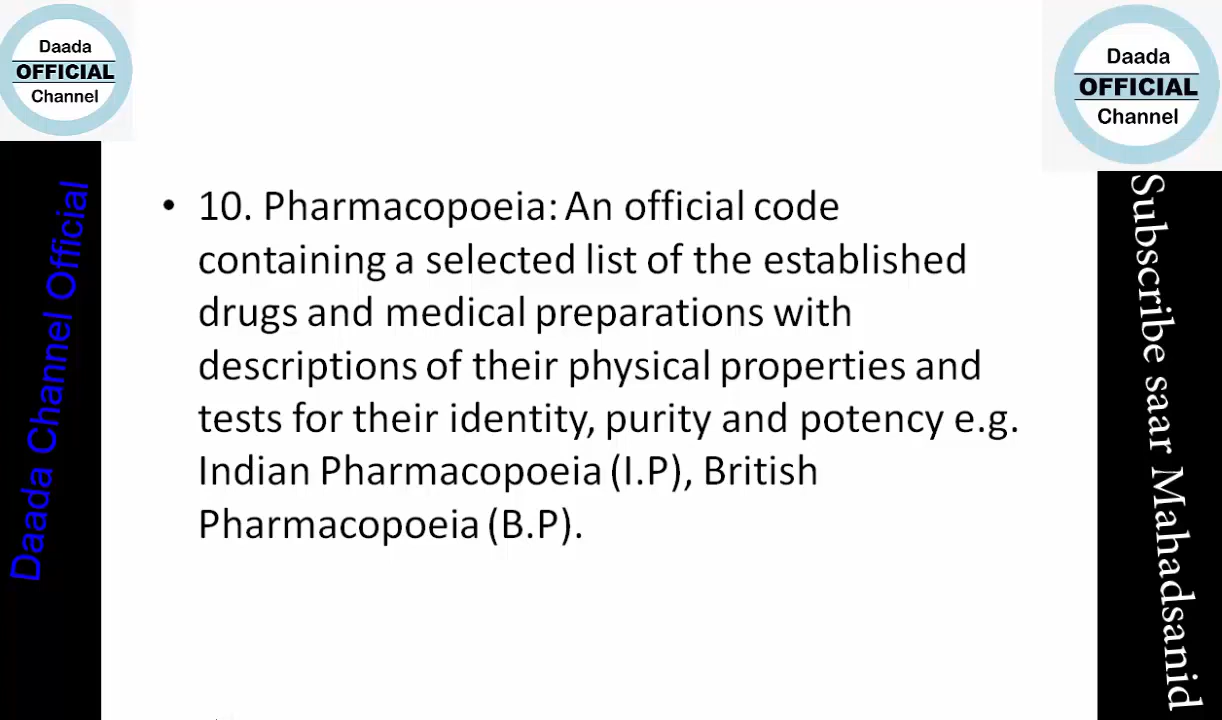 Daada
OFFICIAL
Channel
Daada
OFFICIAL
Channel
Daada Channel Official
• 10. Pharmacopoeia: An official code
containing a selected list of the established
drugs and medical preparations with
descriptions of their physical properties and
tests for their identity, purity and potency e.g.
Indian Pharmacopoeia (I.P), British
Pharmacopoeia (B.P).
Subscribe saar Mahadsanid